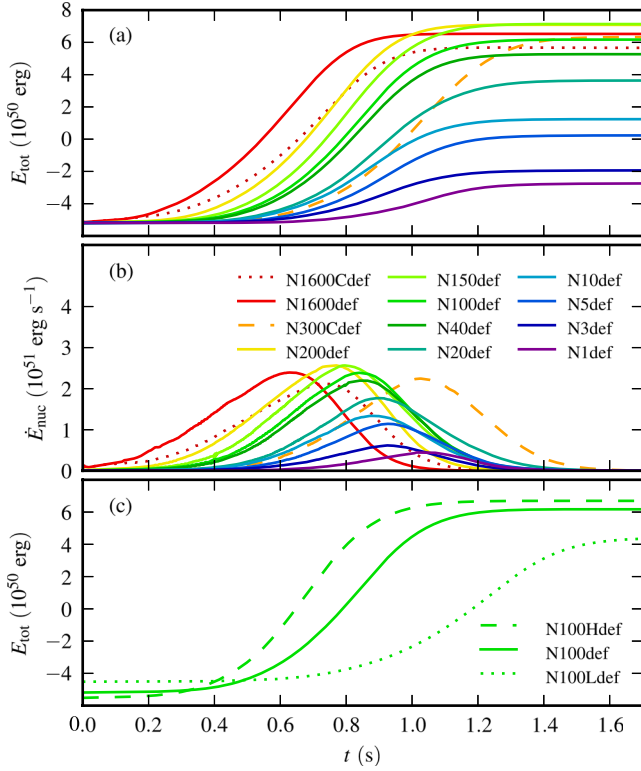 (a)
8
6
4
2
0
−2
−4
E_tot (10^50 erg)
(b)
N1600Cdef
N1600def
N300Cdef
N200def
N150def
N100def
N40def
N20def
N10def
N5def
N3def
N1def
4
3
2
1
0
Ė_nuc (10^51 erg s^−1)
(c)
6
4
2
0
−2
−4
E_tot (10^50 erg)
N100Hdef
N100def
N100Ldef
0.0 0.2 0.4 0.6 0.8 1.0 1.2 1.4 1.6
t (s)